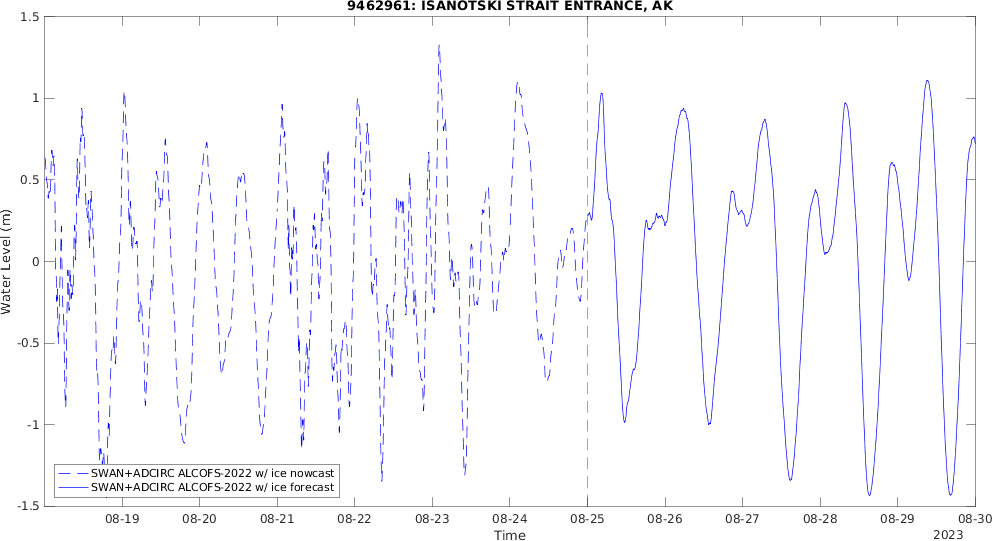 9462961: ISANOTSKI STRAIT ENTRANCE, AK
1.5
1
0.5
0
-0.5
-1
-1.5
Water Level (m)
SWAN+ADCIRC ALCOFS-2022 w/ ice nowcast
SWAN+ADCIRC ALCOFS-2022 w/ ice forecast
08-19 08-20 08-21 08-22 08-23 08-24 08-25 08-26 08-27 08-28 08-29 08-30
Time
2023